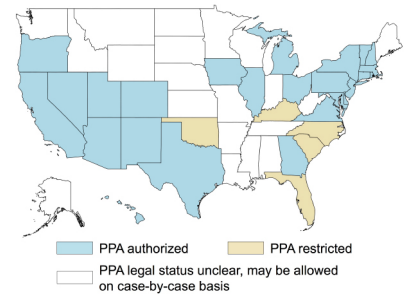 PPA authorized
PPA restricted
PPA legal status unclear, may be allowed
on case-by-case basis